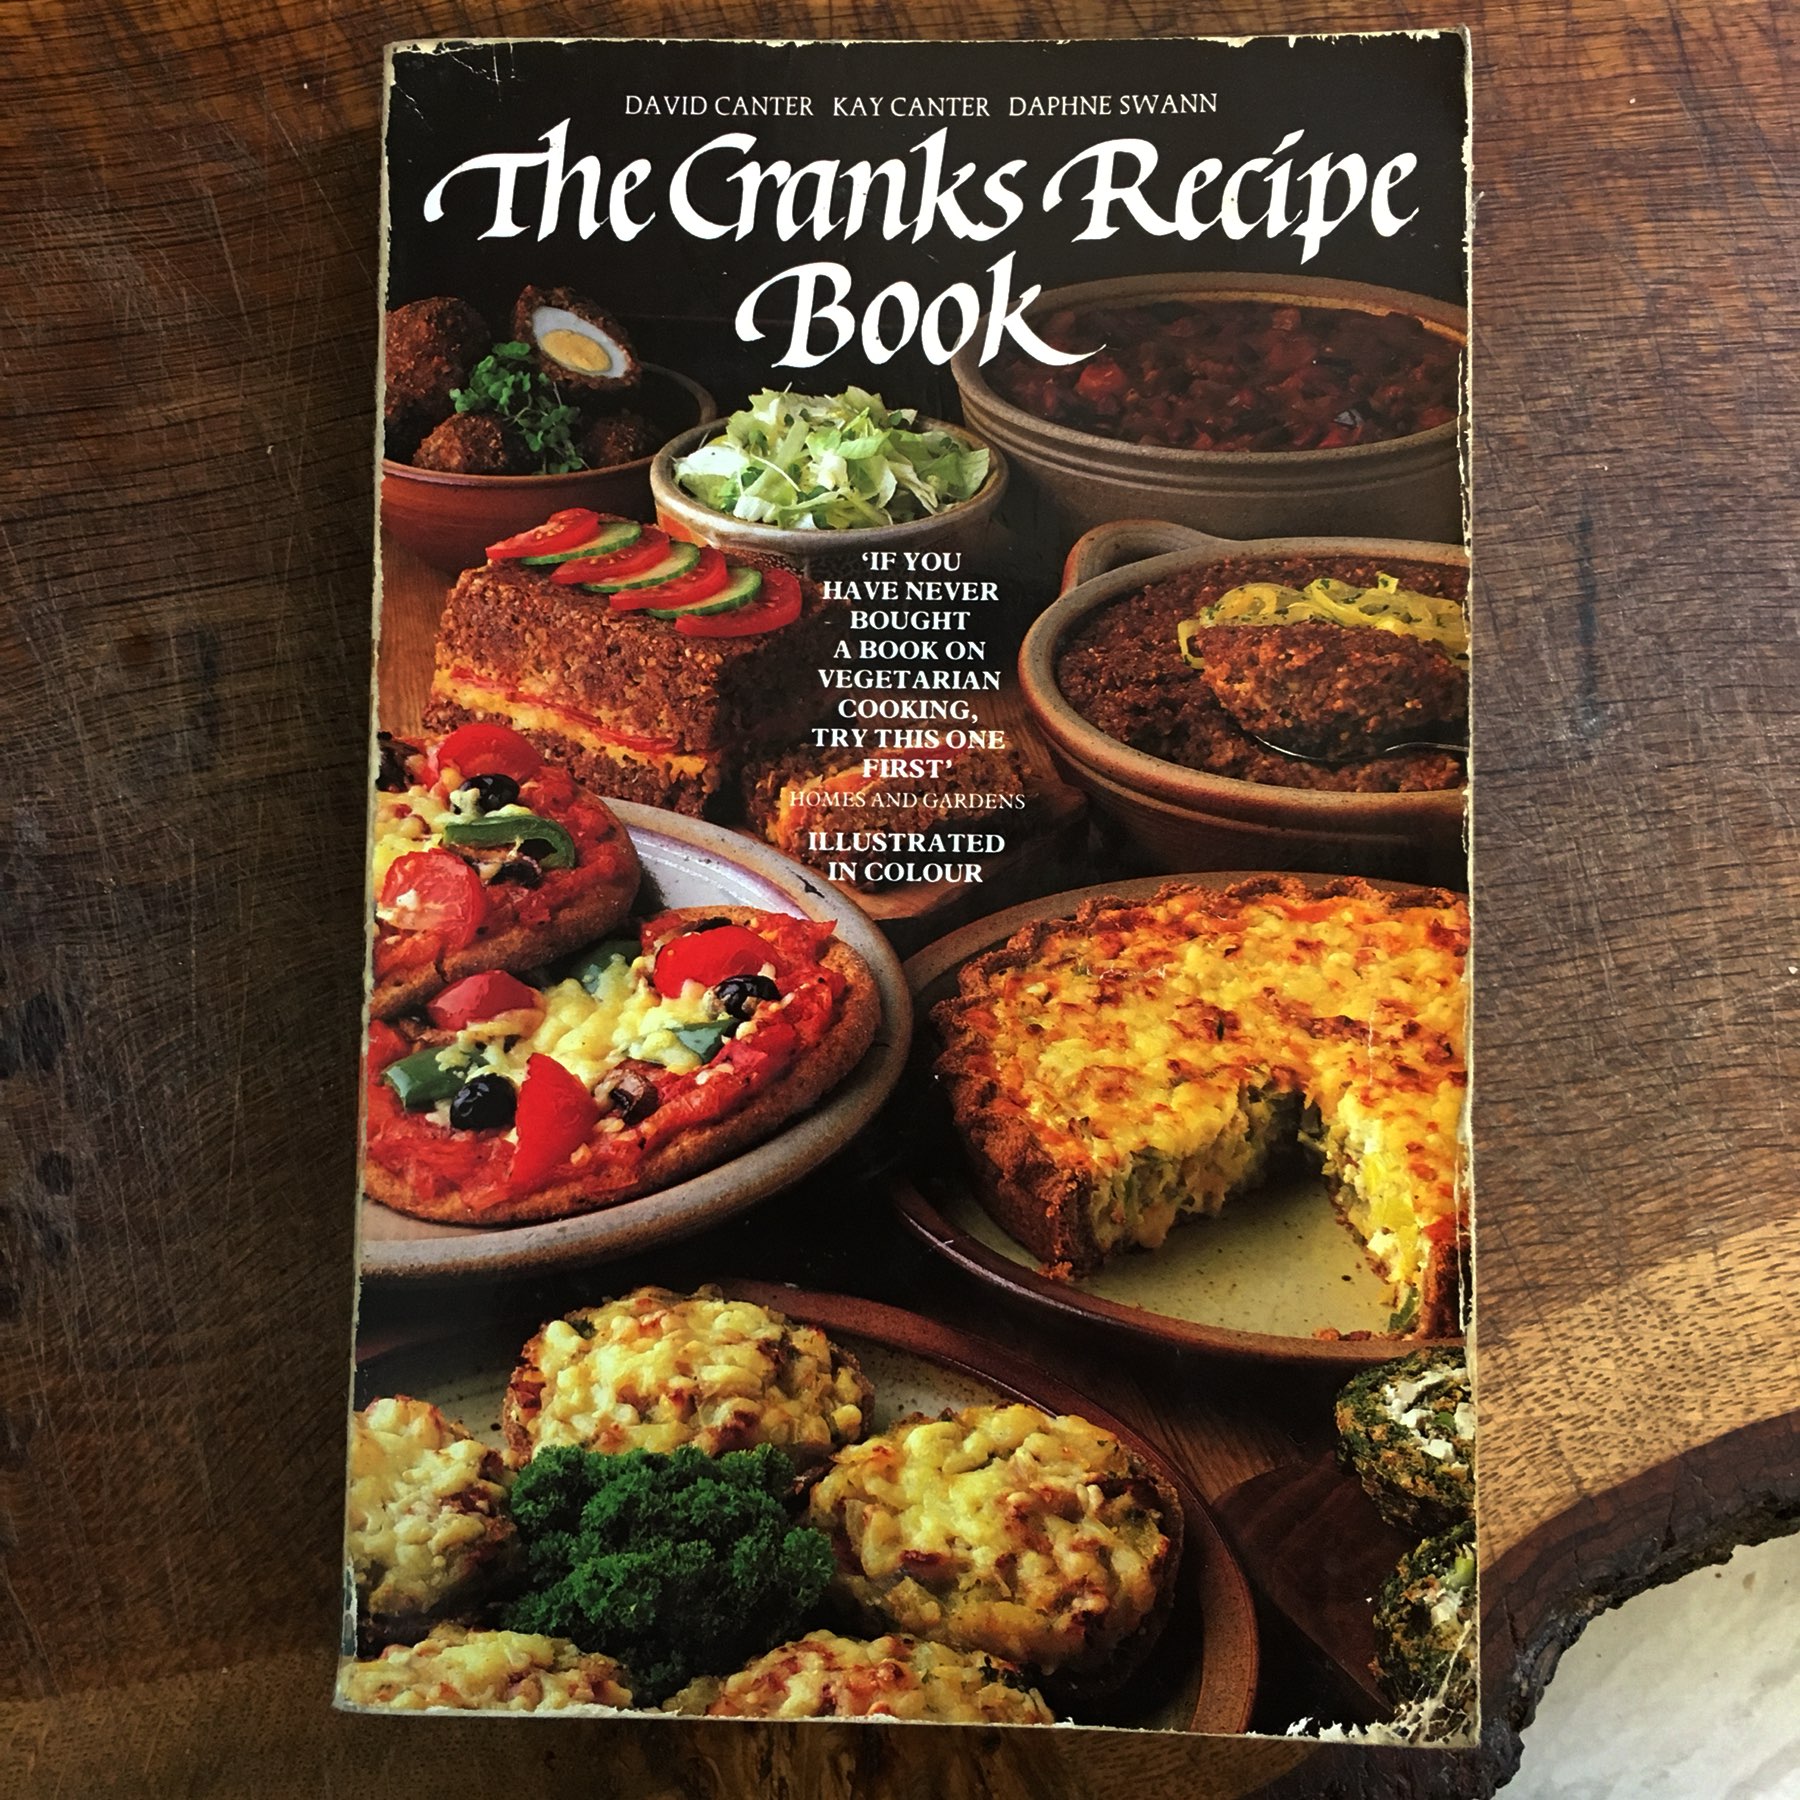 DAVID CANTER KAY CANTER DAPHNE SWANN
The Cranks Recipe
Book
‘IF YOU
HAVE NEVER
BOUGHT
A BOOK ON
VEGETARIAN
COOKING,
TRY THIS ONE
FIRST’
HOMES AND GARDENS
ILLUSTRATED
IN COLOUR